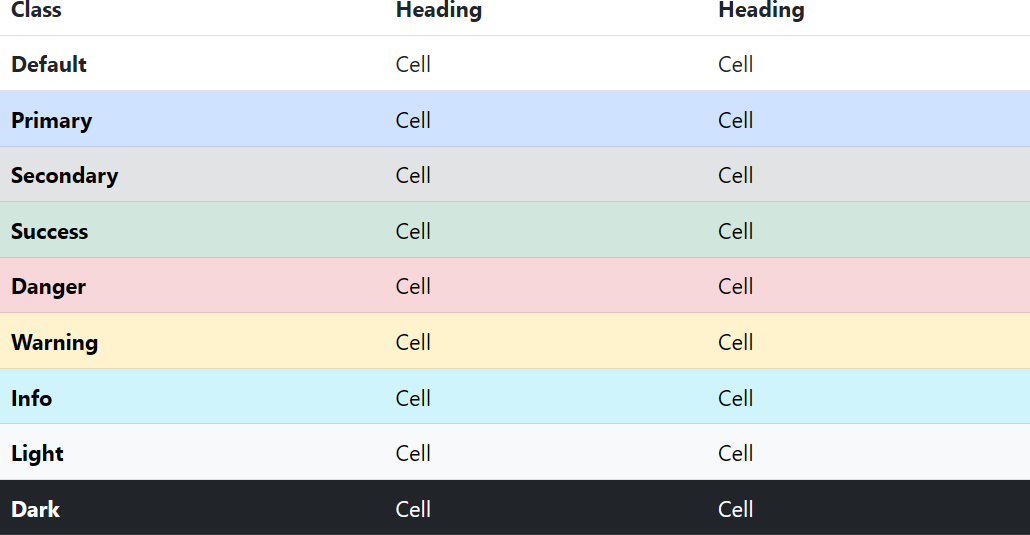 Class Heading Heading
Default Cell Cell
Primary Cell Cell
Secondary Cell Cell
Success Cell Cell
Danger Cell Cell
Warning Cell Cell
Info Cell Cell
Light Cell Cell
Dark Cell Cell